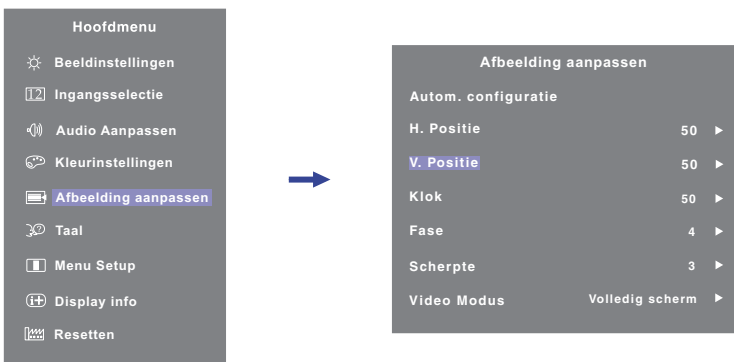 Hoofdmenu
Beeldinstellingen
12 Ingangsselectie
Audio Aanpassen
Kleurinstellingen
Afbeelding aanpassen
? Taal
Menu Setup
i+ Display info
Resetten
Afbeelding aanpassen
Autom. configuratie
H. Positie 50
V. Positie 50
Klok 50
Fase 4
Scherpte 3
Video Modus Volledig scherm